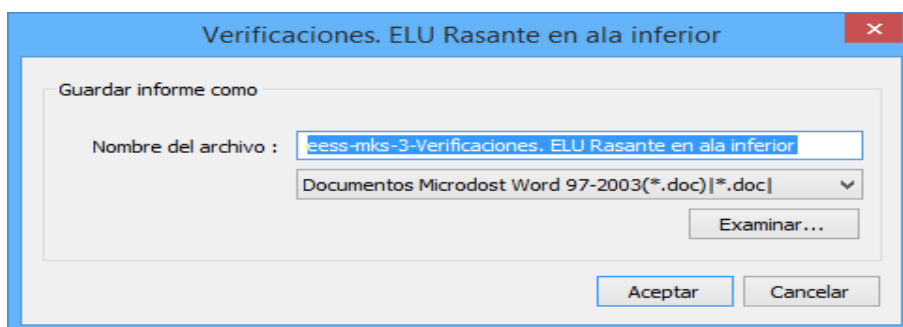 Verificaciones. ELU Rasante en ala inferior
Guardar informe como
Nombre del archivo : eess-mks-3-Verificaciones. ELU Rasante en ala inferior
Documentos Microdost Word 97-2003(*.doc)|*.doc|
Examinar...
Aceptar Cancelar